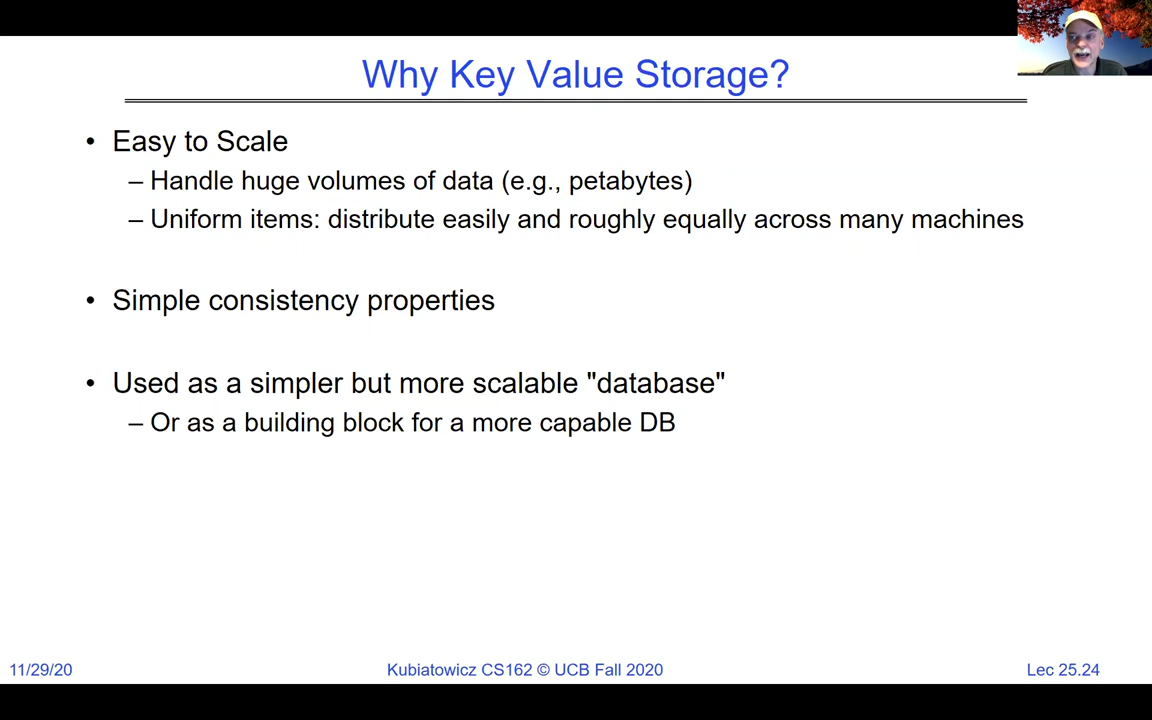 Why Key Value Storage?
• Easy to Scale
– Handle huge volumes of data (e.g., petabytes)
– Uniform items: distribute easily and roughly equally across many machines
• Simple consistency properties
• Used as a simpler but more scalable "database"
– Or as a building block for a more capable DB
11/29/20
Kubiatowicz CS162 © UCB Fall 2020
Lec 25.24